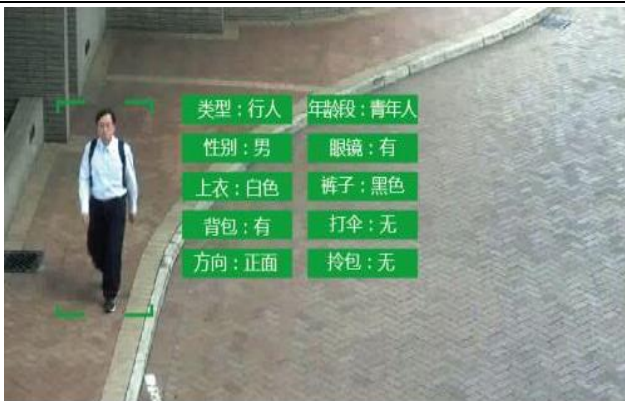 类型：行人 年龄段：青年人
性别：男 眼镜：有
上衣：白色 裤子：黑色
背包：有 打伞：无
方向：正面 拎包：无